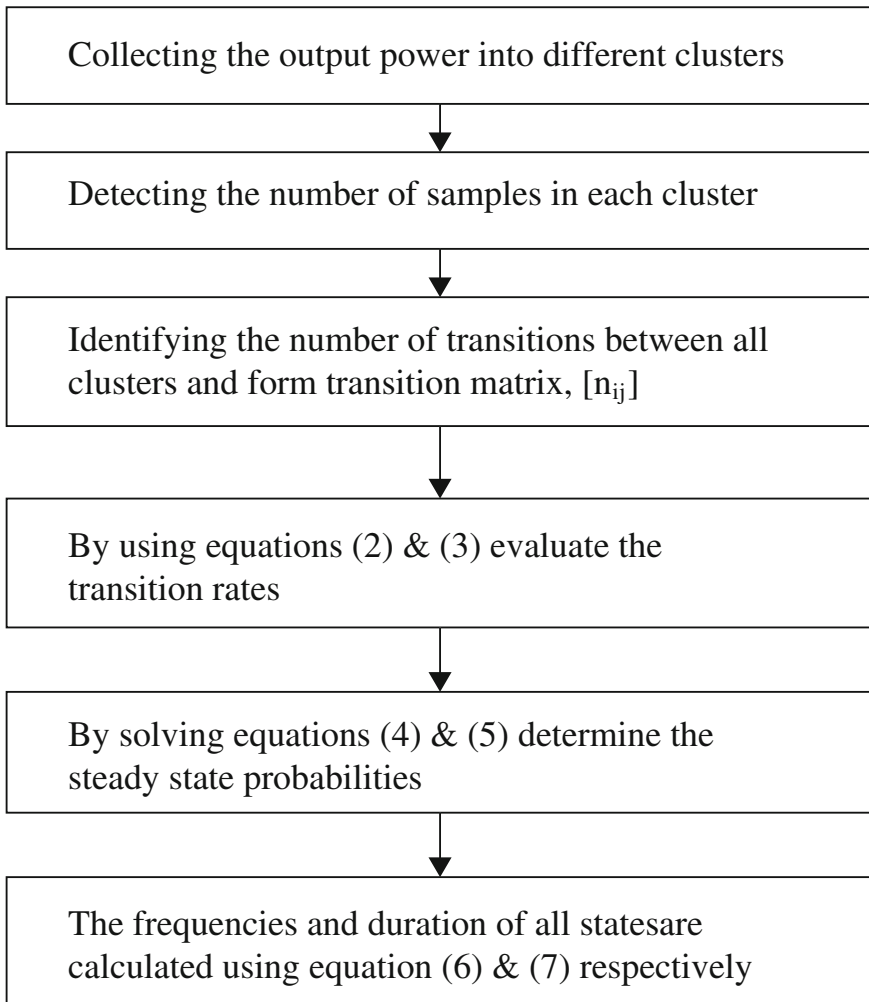 Collecting the output power into different clusters
Detecting the number of samples in each cluster
Identifying the number of transitions between all
clusters and form transition matrix, [nij]
By using equations (2) & (3) evaluate the
transition rates
By solving equations (4) & (5) determine the
steady state probabilities
The frequencies and duration of all statesare
calculated using equation (6) & (7) respectively